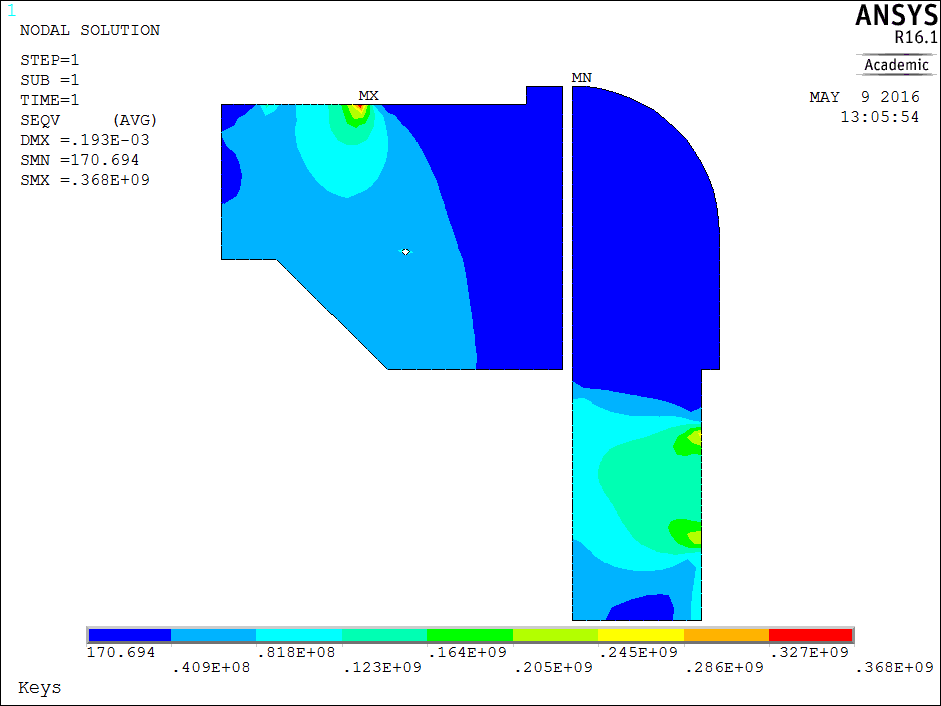 1
NODAL SOLUTION
STEP=1
SUB =1
TIME=1
SEQV     (AVG)
DMX =.193E-03
SMN =170.694
SMX =.368E+09
ANSYS
R16.1
Academic
MAY  9 2016
13:05:54
MX
MN
170.694 .409E+08 .818E+08 .123E+09 .164E+09 .205E+09 .245E+09 .286E+09 .327E+09 .368E+09
Keys